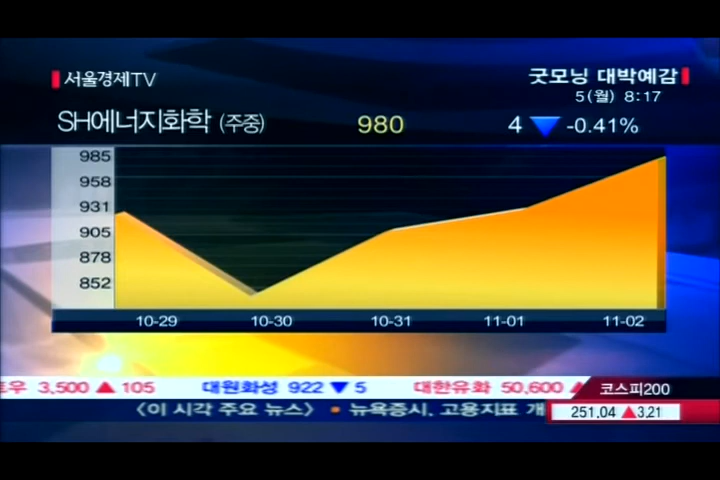 서울경제TV
굿모닝 대박예감
5(월) 8:17
SH에너지화학 (주중) 980 4 ▼ -0.41%
985
958
931
905
878
852
10-29 10-30 10-31 11-01 11-02
우 3,500 ▲ 105 대원화성 922 ▼ 5 대한유화 50,600 ▲ 코스피200
<이 시각 주요 뉴스> • 뉴욕증시, 고용지표 개 251.04 ▲3.21